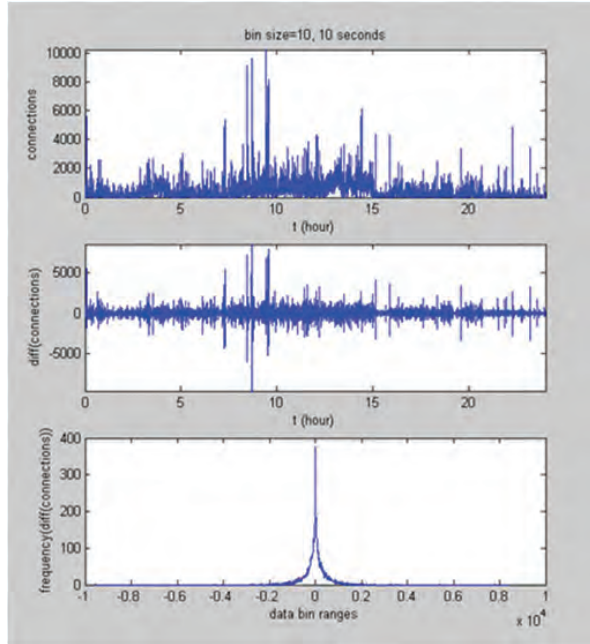 bin size=10, 10 seconds
10000
8000
6000
4000
2000
0
connections
0 5 10 15 20
t (hour)
5000
0
-5000
diff(connections)
0 5 10 15 20
t (hour)
400
300
200
100
0
frequency(diff(connections))
-1 -0.8 -0.6 -0.4 -0.2 0 0.2 0.4 0.6 0.8 1
data bin ranges
x 10^4